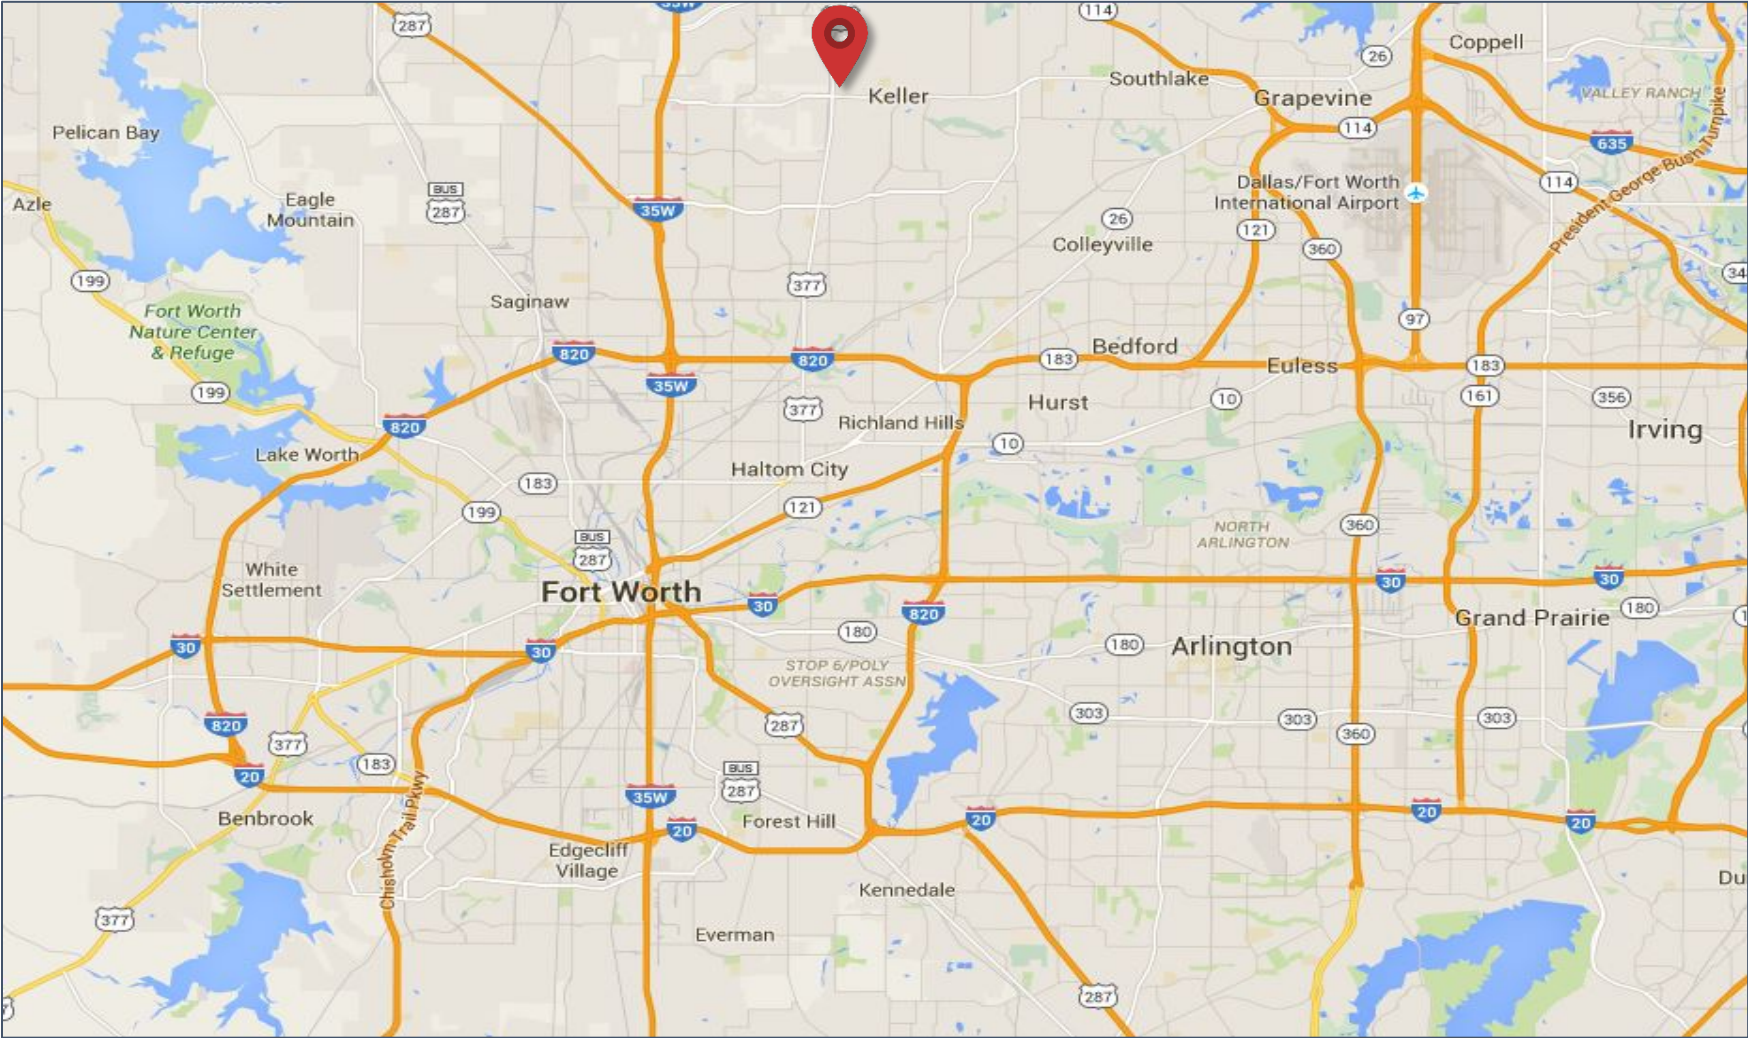 35W
114
287
Coppell
26
Southlake
Keller
Grapevine
VALLEY RANCH
114
635
Pelican Bay
President George Bush Turnpike
Dallas/Fort Worth
International Airport
114
Azle
Eagle
Mountain
BUS
287
35W
26
121
360
Colleyville
34
199
377
Saginaw
Fort Worth
Nature Center
& Refuge
97
820
820
183
Bedford
Euless
183
35W
199
377
Hurst
10
161
356
Richland Hills
820
10
Irving
Lake Worth
Haltom City
183
199
121
360
NORTH
ARLINGTON
BUS
287
White
Settlement
Fort Worth
30
820
30
30
180
Grand Prairie
180
30
30
180
Arlington
STOP 6/POLY
OVERSIGHT ASSN
820
287
303
303
303
360
377
183
20
BUS
287
35W
Chisholm Trail Pkwy
Benbrook
20
Forest Hill
20
20
20
Edgecliff
Village
Kennedale
Du
377
Everman
287